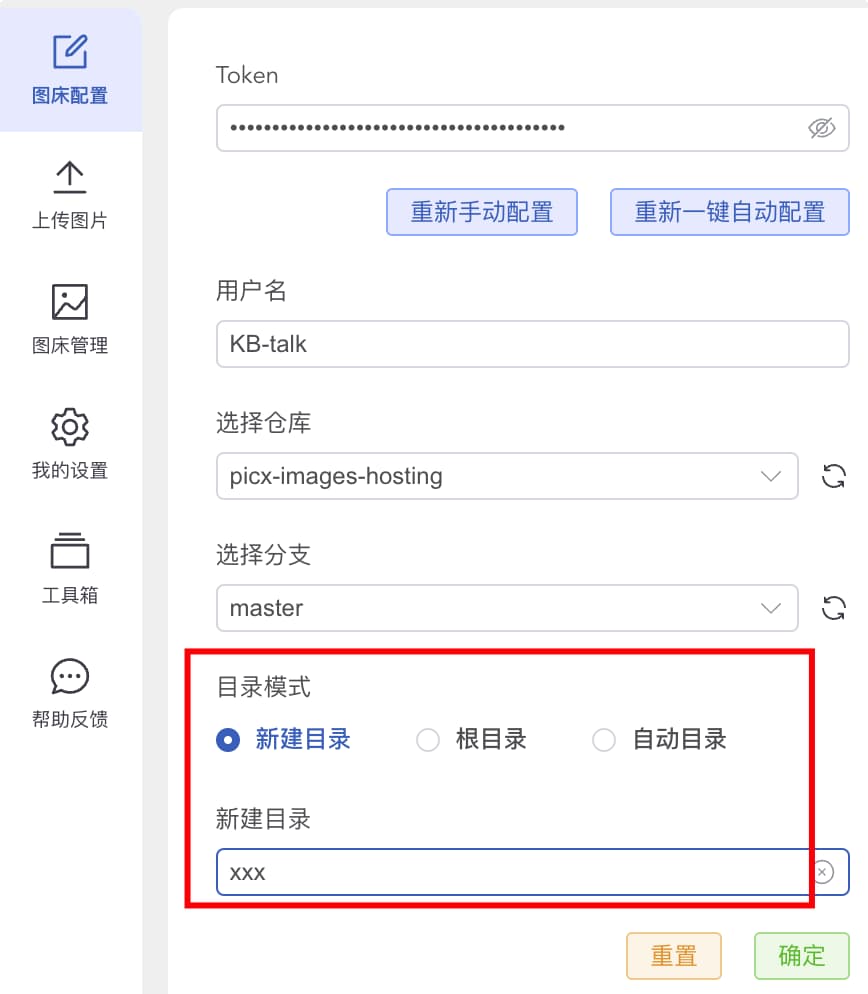 图床配置
上传图片
图床管理
我的设置
工具箱
帮助反馈
Token
••••••••••••••••••••••••••••••••••••••••
重新手动配置 重新一键自动配置
用户名
KB-talk
选择仓库
picx-images-hosting
选择分支
master
目录模式
新建目录 根目录 自动目录
新建目录
xxx
重置 确定